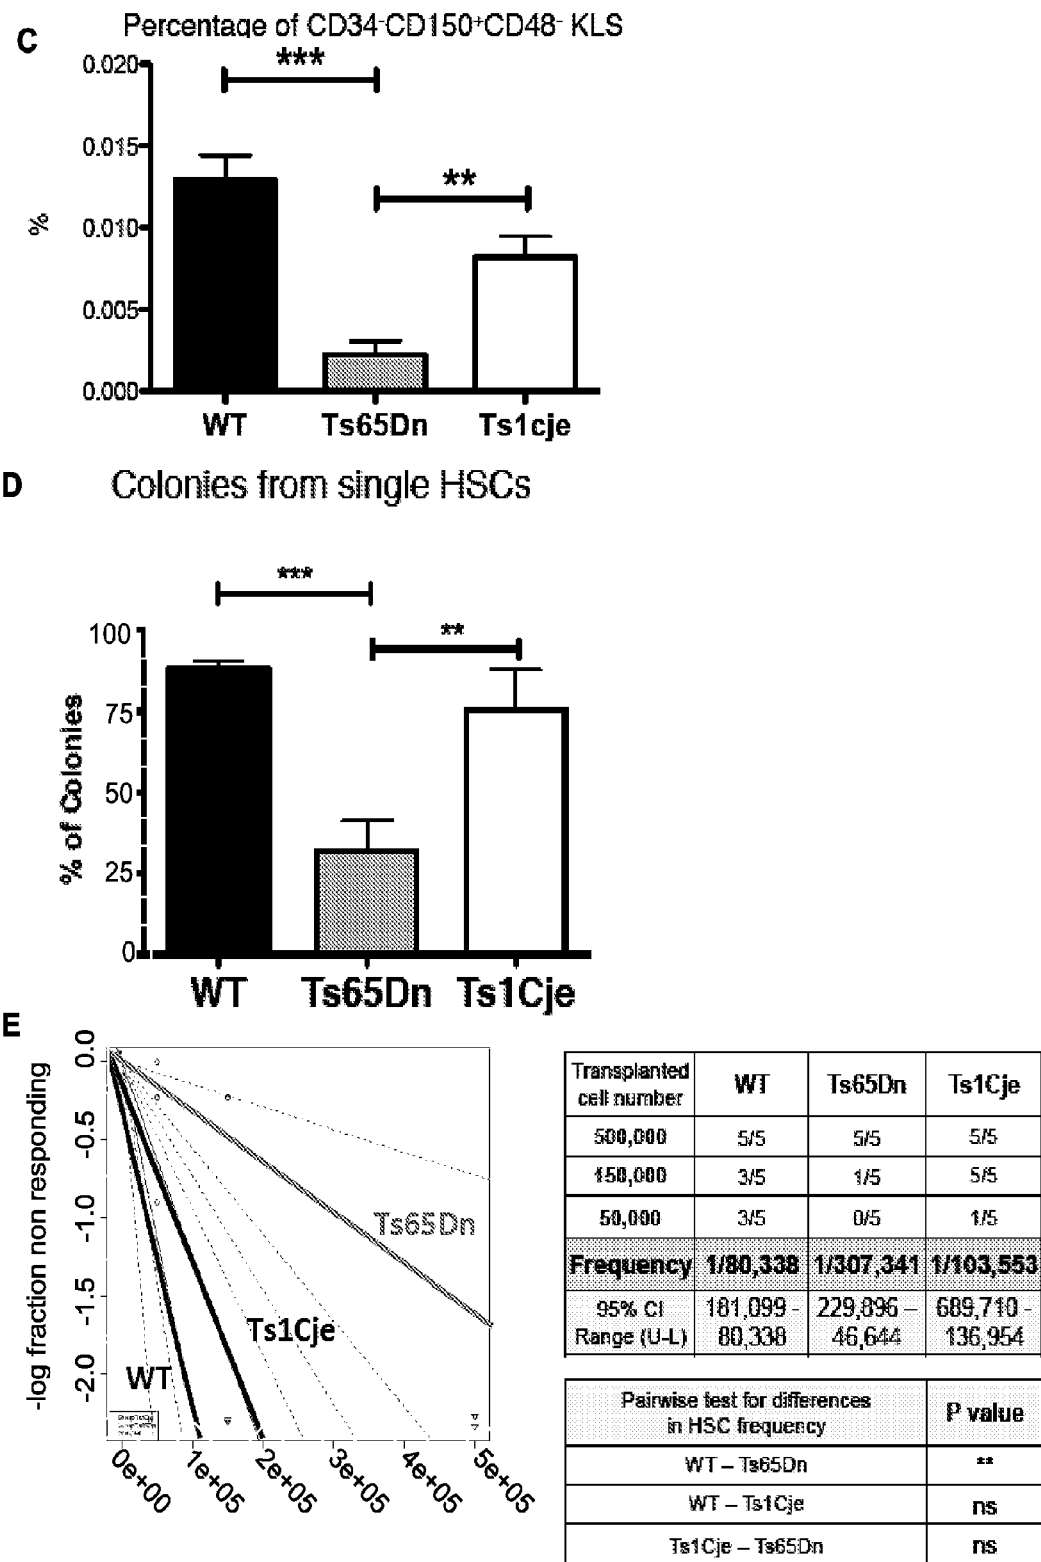 C
Percentage of CD34-CD150+CD48- KLS
***
**
0.020
0.015
0.010
0.005
0.000
%
WT
Ts65Dn
Ts1cje
D
Colonies from single HSCs
***
**
100
75
50
25
0
% of Colonies
WT
Ts65Dn
Ts1Cje
E
-log fraction non responding
0.0
-0.5
-1.0
-1.5
-2.0
Ts65Dn
Ts1Cje
WT
0e+00
1e+05
2e+05
3e+05
4e+05
5e+05
Transplanted cell number WT Ts65Dn Ts1Cje
500,000 5/5 5/5 5/5
150,000 3/5 1/5 5/5
50,000 3/5 0/5 1/5
Frequency 1/80,338 1/307,341 1/103,553
95% CI 181,099 - 229,896 – 689,710 -
Range (U-L) 80,338 46,644 136,954
Pairwise test for differences
in HSC frequency
P value
WT – Ts65Dn **
WT – Ts1Cje ns
Ts1Cje – Ts65Dn ns